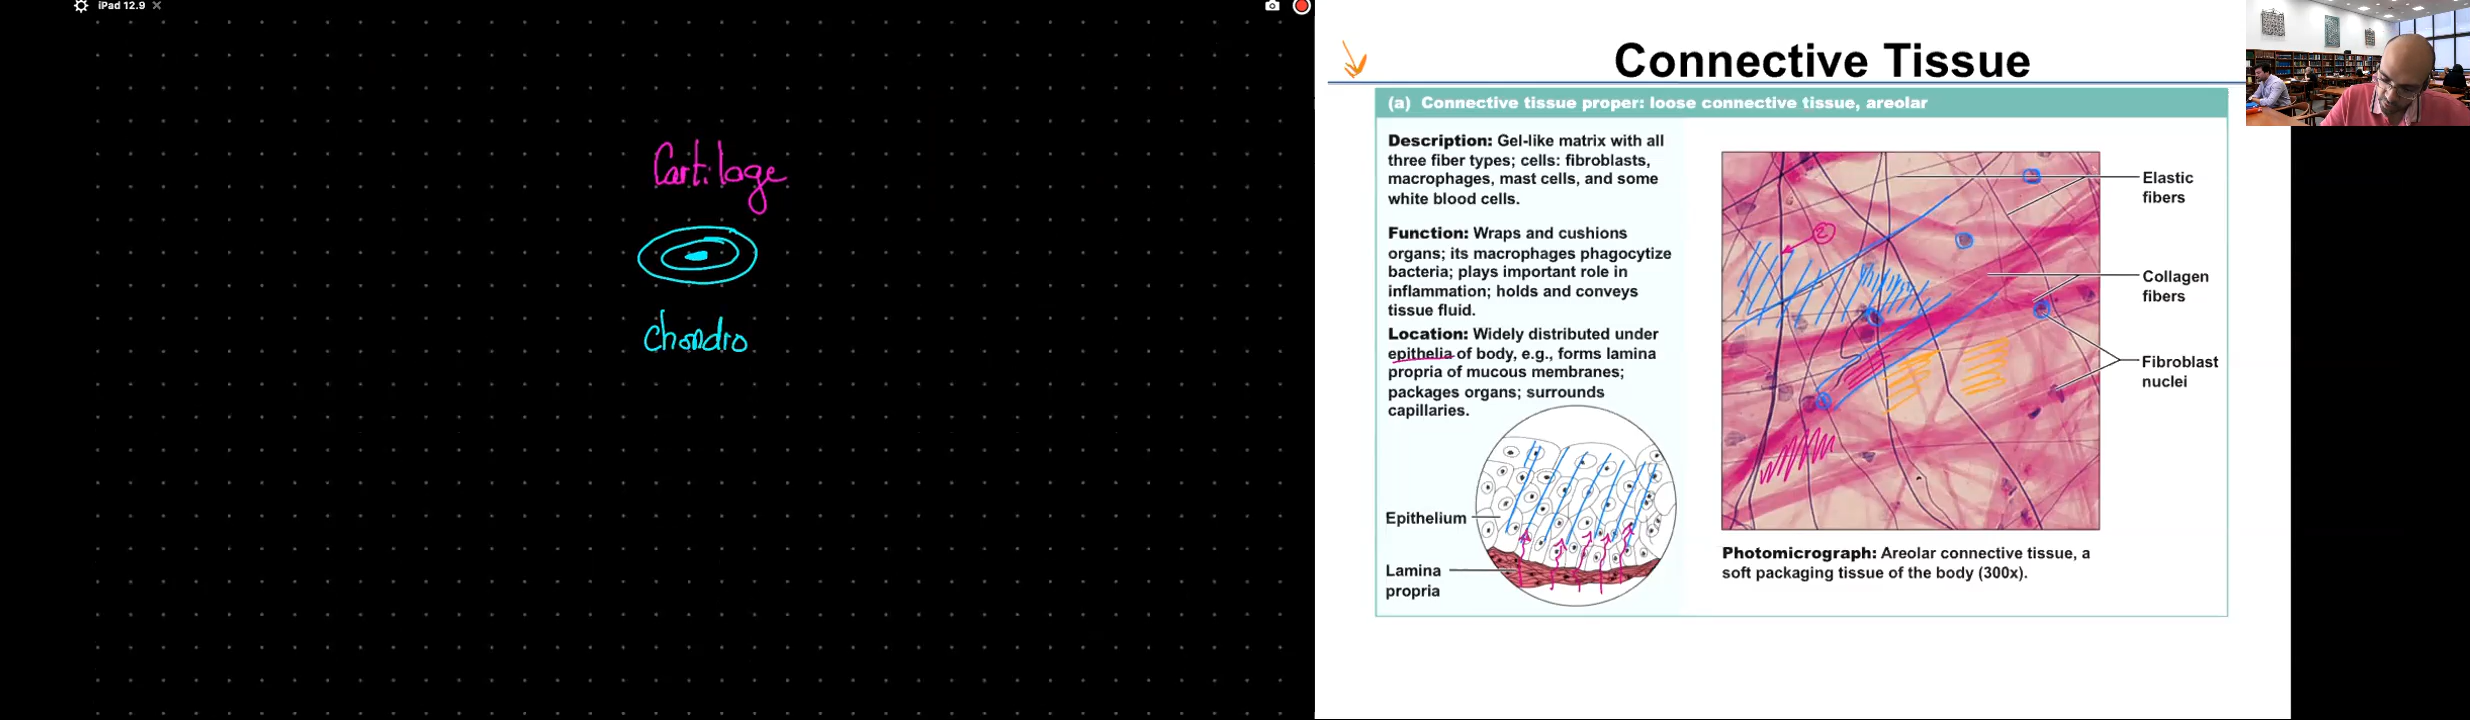 iPad 12.9
Cartilage
chondro
Connective Tissue
(a) Connective tissue proper: loose connective tissue, areolar
Description: Gel-like matrix with all
three fiber types; cells: fibroblasts,
macrophages, mast cells, and some
white blood cells.
Function: Wraps and cushions
organs; its macrophages phagocytize
bacteria; plays important role in
inflammation; holds and conveys
tissue fluid.
Location: Widely distributed under
epithelia of body, e.g., forms lamina
propria of mucous membranes;
packages organs; surrounds
capillaries.
Epithelium
Lamina
propria
2
Elastic
fibers
Collagen
fibers
Fibroblast
nuclei
Photomicrograph: Areolar connective tissue, a
soft packaging tissue of the body (300x).